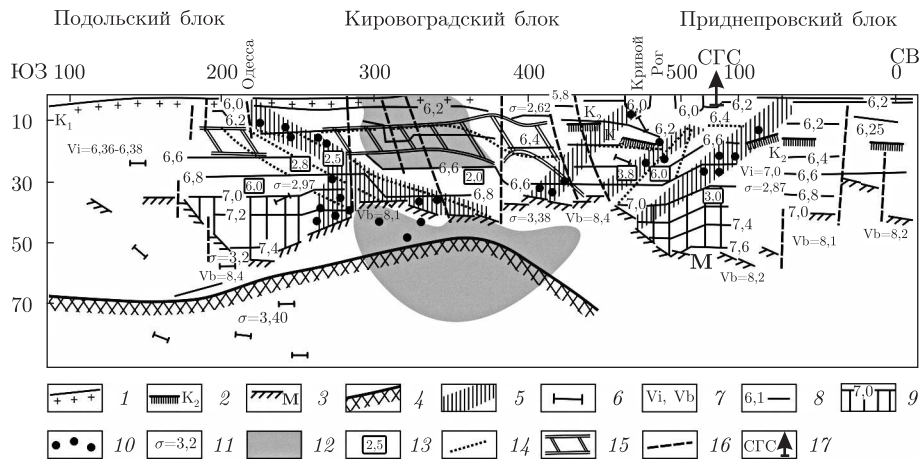 Подольский блок Кировоградский блок Приднепровский блок
Одесса Кривой Рог СГС
ЮЗ 100 200 300 400 500 100 0 СВ
10
30
50
70
K₁ 6,0 6,2 6,2 σ=2.62 5,8 6,0 6,0 6,2 6,2
K₂ K 6,2 6,4 6,2 6,25
Vi=6,36-6,38 6,4 K₂
6,6 2.8 2,5 6,6 2,0 6,6 3,8 6,0 Vi=7,0 6,4 6,6
6,8 6,0 σ=2,97 6,8 σ=2,87 3,0 6,8
7,0 Vb=8,1 σ=3,38 Vb=8,4 7,0 7,0
7,2 7,4 Vb=8,1 Vb=8,2
7,4 7,6
σ=3,2 M Vb=8,2
Vb=8,4
σ=3,40
1 K₂ 2 M 3 4 5 6 Vi, Vb 7 6,1 8 7,0 9
10 σ=3,2 11 12 2,5 13 14 15 16 СГС 17